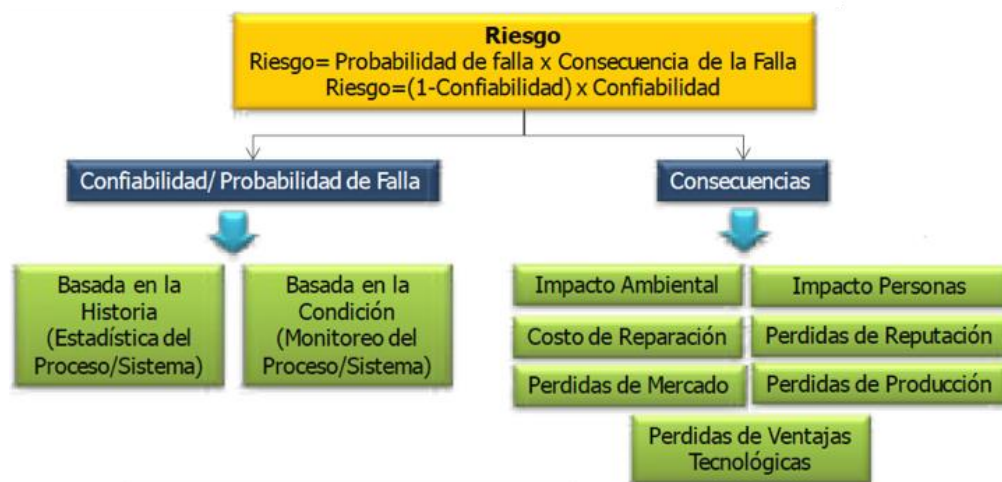 Riesgo
Riesgo= Probabilidad de falla x Consecuencia de la Falla
Riesgo=(1-Confiabilidad) x Confiabilidad
Confiabilidad/ Probabilidad de Falla
Consecuencias
Basada en la
Historia
(Estadística del
Proceso/Sistema)
Basada en la
Condición
(Monitoreo del
Proceso/Sistema)
Impacto Ambiental
Impacto Personas
Costo de Reparación
Perdidas de Reputación
Perdidas de Mercado
Perdidas de Producción
Perdidas de Ventajas
Tecnológicas